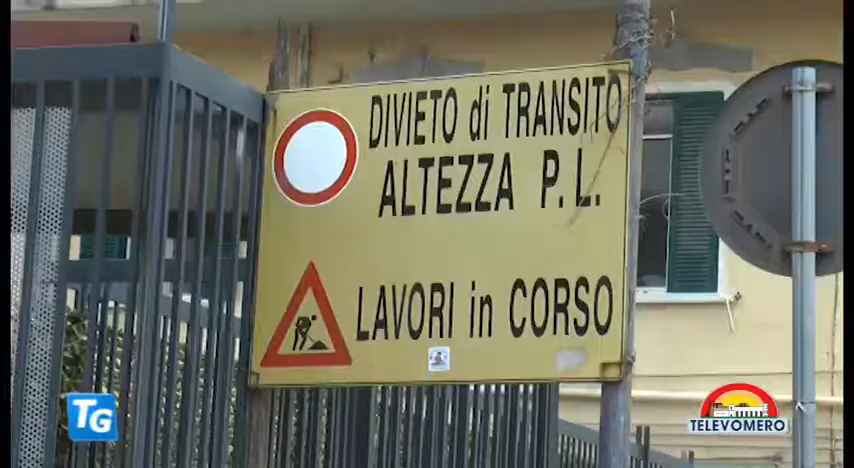 DIVIETO di TRANSITO
ALTEZZA P.L.
LAVORI in CORSO
TG
TELEVOMERO